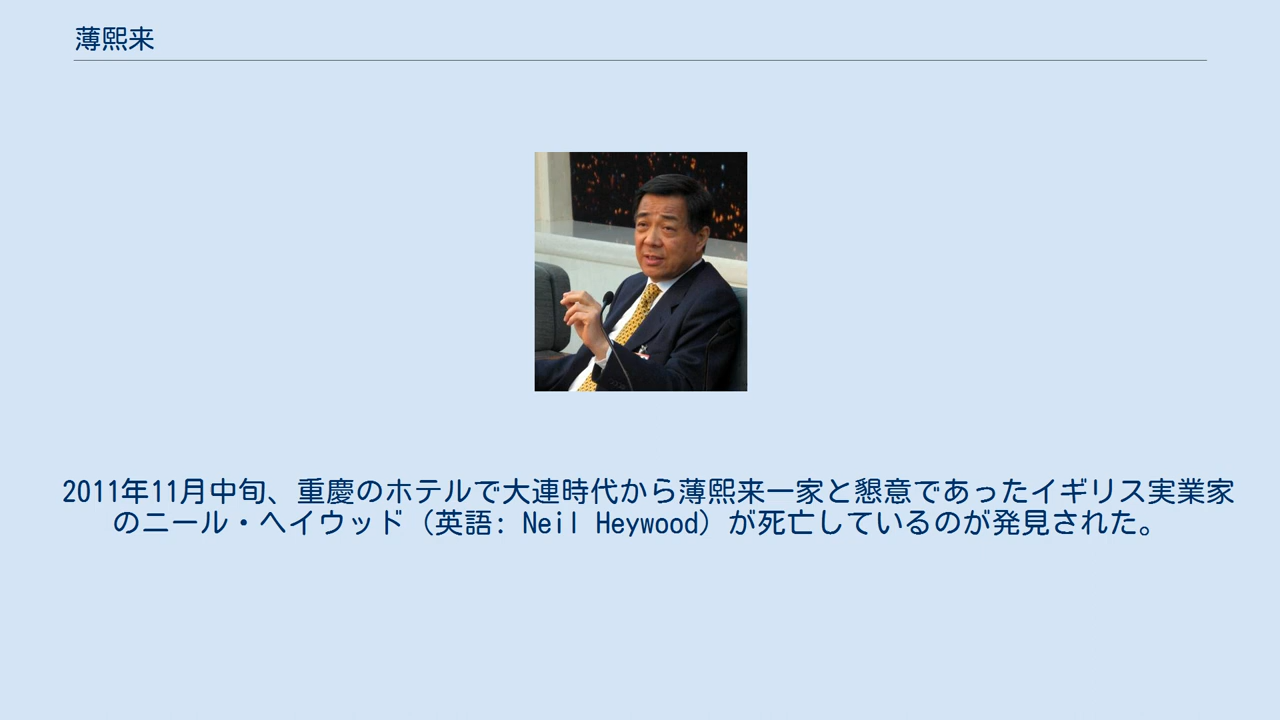 薄熙来
2011年11月中旬、重慶のホテルで大連時代から薄熙来一家と懇意であったイギリス実業家
のニール・ヘイウッド（英語: Neil Heywood）が死亡しているのが発見された。